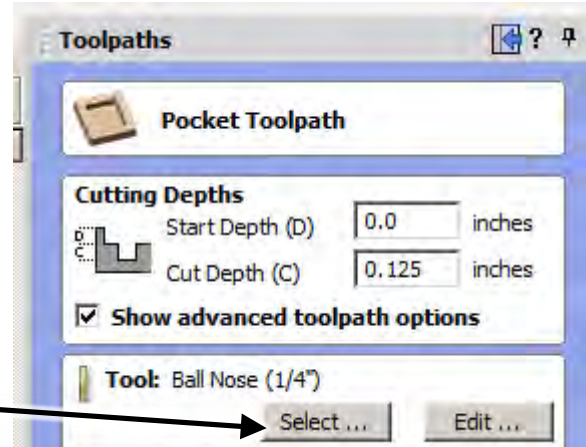 Toolpaths ?
Pocket Toolpath
Cutting Depths
D Start Depth (D) 0.0 inches
C Cut Depth (C) 0.125 inches
Show advanced toolpath options
Tool: Ball Nose (1/4")
Select ... Edit ...